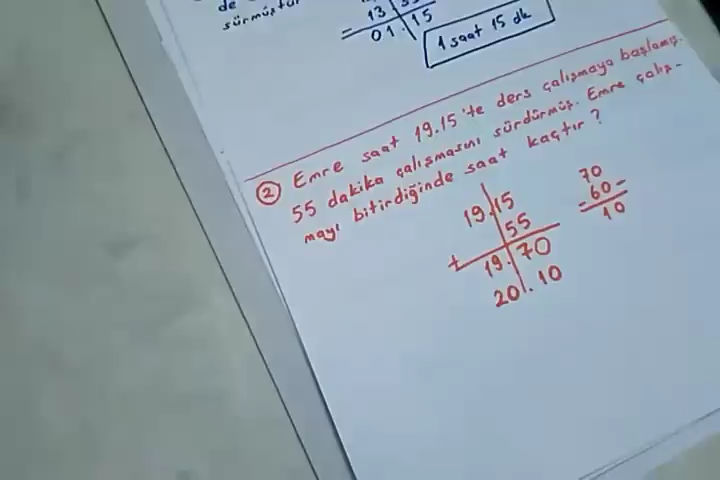 de
sürmüştür
13
= 01.15
1 saat 15 dk
2 Emre saat 19.15'te ders çalışmaya başlamış.
55 dakika çalışmasını sürdürmüş. Emre çalış-
mayı bitirdiğinde saat kaçtır?
19.15
55
+
19.70
20.10
70
-60-
10